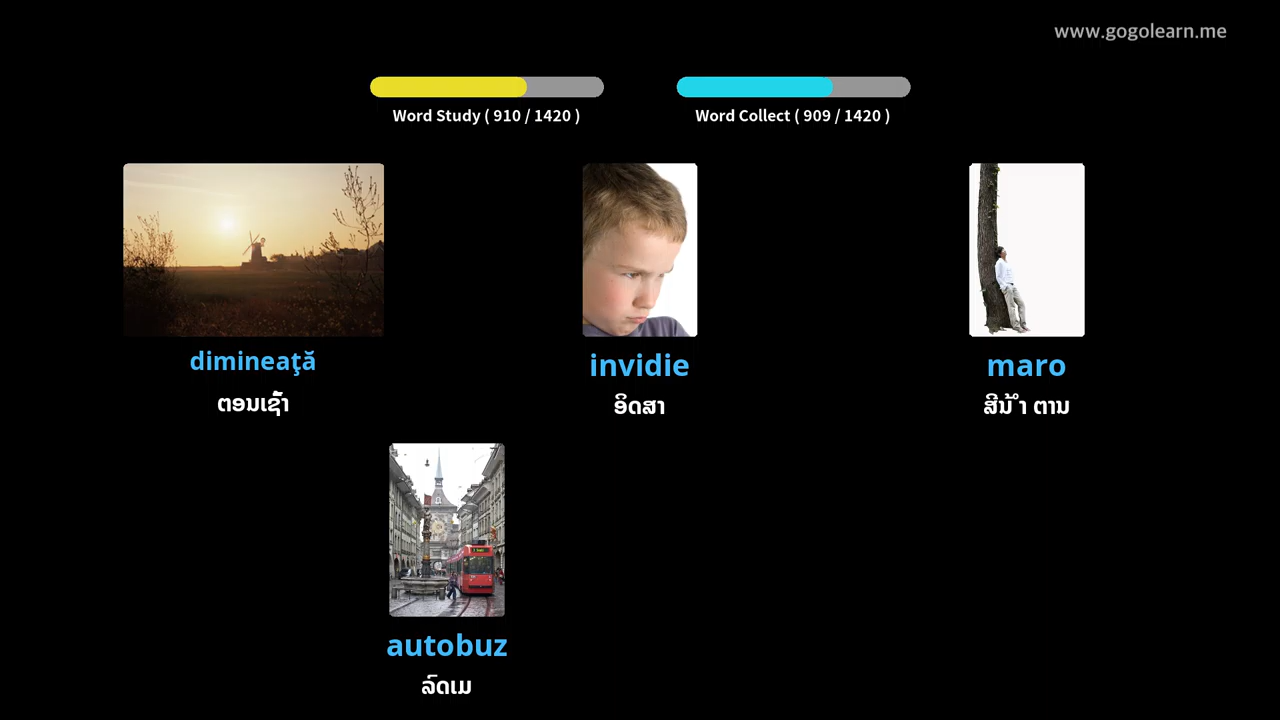 www.gogolearn.me
Word Study ( 910 / 1420 )
Word Collect ( 909 / 1420 )
dimineaţă
ຕອນເຊົ້າ
invidie
ອິດສາ
maro
ສີນ້ ໍາ ຕານ
autobuz
ລົດເມ